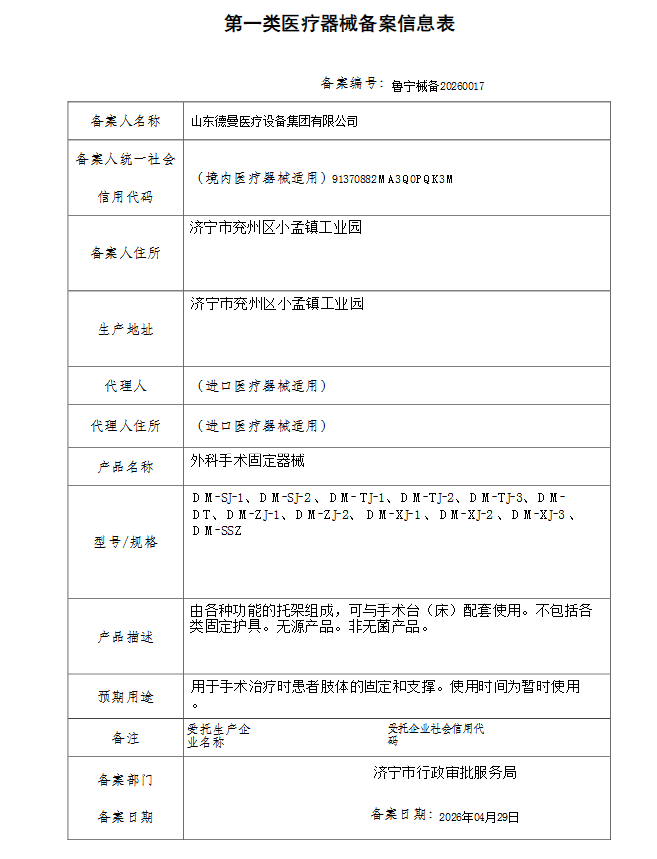 第一类医疗器械备案信息表
备案编号：鲁宁械备20260017
备案人名称 山东德曼医疗设备集团有限公司
备案人统一社会
信用代码
（境内医疗器械适用）91370882MA3Q0PQK3M
备案人住所
济宁市兖州区小孟镇工业园
生产地址
济宁市兖州区小孟镇工业园
代理人 （进口医疗器械适用）
代理人住所 （进口医疗器械适用）
产品名称 外科手术固定器械
型号/规格
DM-SJ-1、DM-SJ-2、DM-TJ-1、DM-TJ-2、DM-TJ-3、DM-
DT、DM-ZJ-1、DM-ZJ-2、DM-XJ-1、DM-XJ-2、DM-XJ-3、
DM-SSZ
产品描述
由各种功能的托架组成，可与手术台（床）配套使用。不包括各
类固定护具。无源产品。非无菌产品。
预期用途
用于手术治疗时患者肢体的固定和支撑。使用时间为暂时使用
。
备注
受托生产企
业名称
受托企业社会信用代
码
备案部门
济宁市行政审批服务局
备案日期
备案日期：2026年04月29日